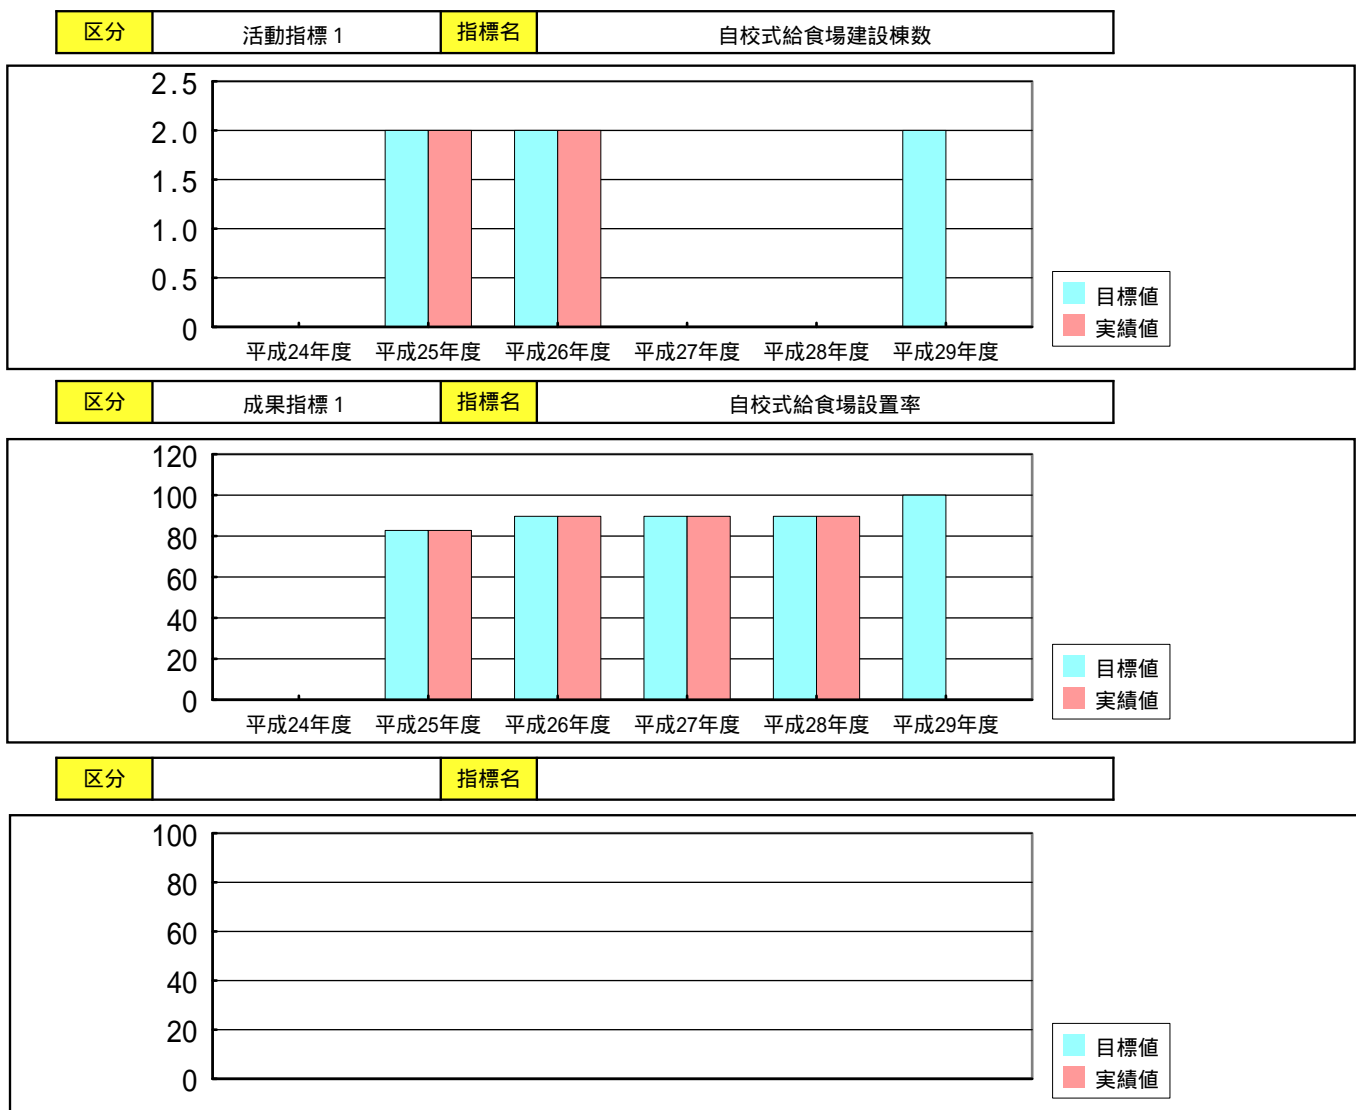 区分 活動指標1 指標名 自校式給食場建設棟数
2.5
2.0
1.5
1.0
0.5
0
平成24年度 平成25年度 平成26年度 平成27年度 平成28年度 平成29年度
目標値
実績値
区分 成果指標1 指標名 自校式給食場設置率
120
100
80
60
40
20
0
平成24年度 平成25年度 平成26年度 平成27年度 平成28年度 平成29年度
目標値
実績値
区分 指標名
100
80
60
40
20
0
目標値
実績値